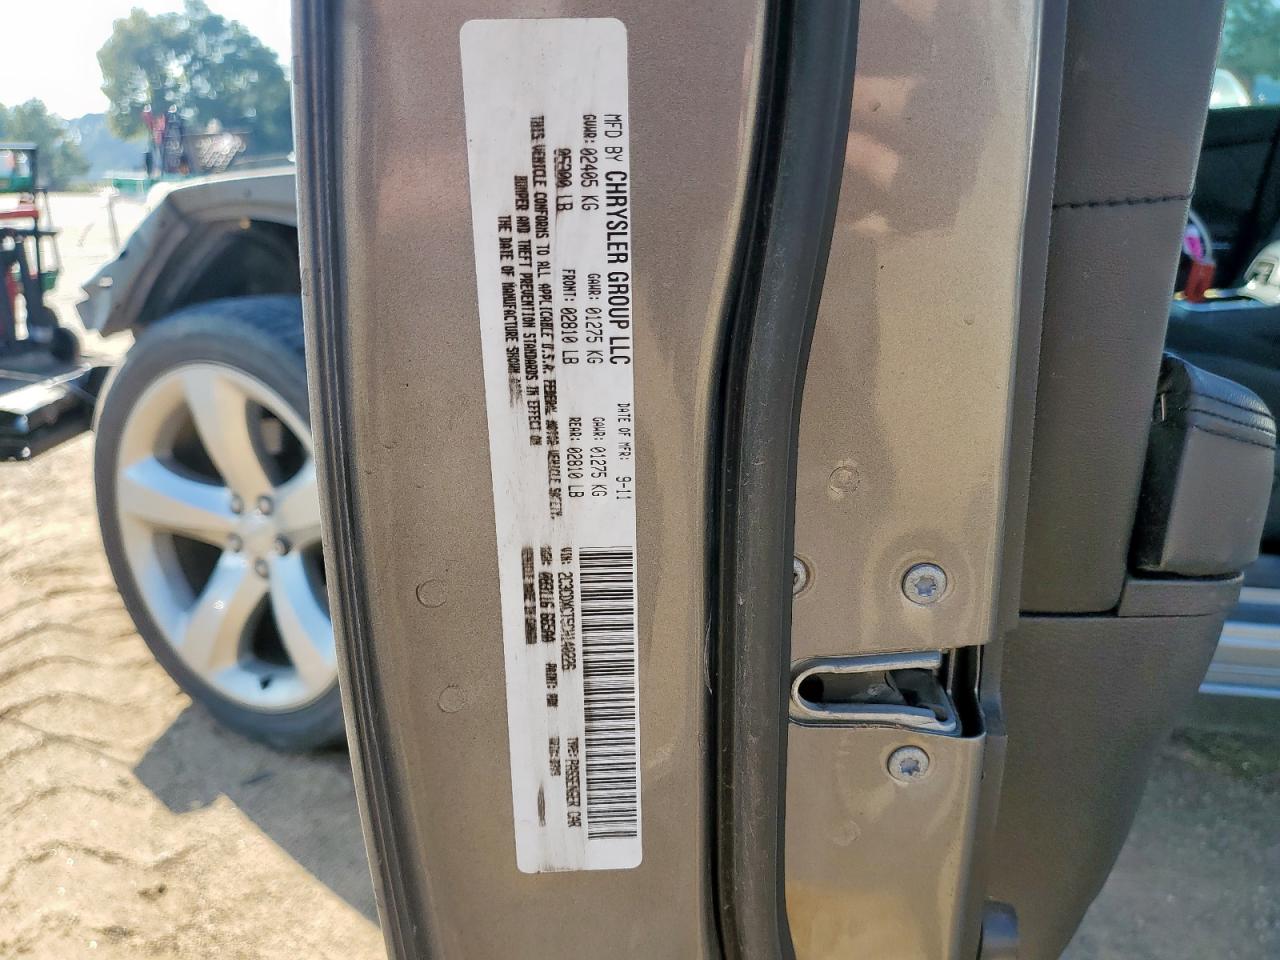 MFD BY CHRYSLER GROUP LLC
DATE OF MFR: 9-11
GVWR: 02405 KG
GAWR: 01275 KG
GAWR: 01275 KG
05300 LB
FRONT: 02810 LB
REAR: 02810 LB
THIS VEHICLE CONFORMS TO ALL APPLICABLE U.S.A. FEDERAL MOTOR VEHICLE SAFETY,
BUMPER AND THEFT PREVENTION STANDARDS IN EFFECT ON
THE DATE OF MANUFACTURE SHOWN ABOVE.
VIN:
TYPE: PASSENGER CAR
PAINT: